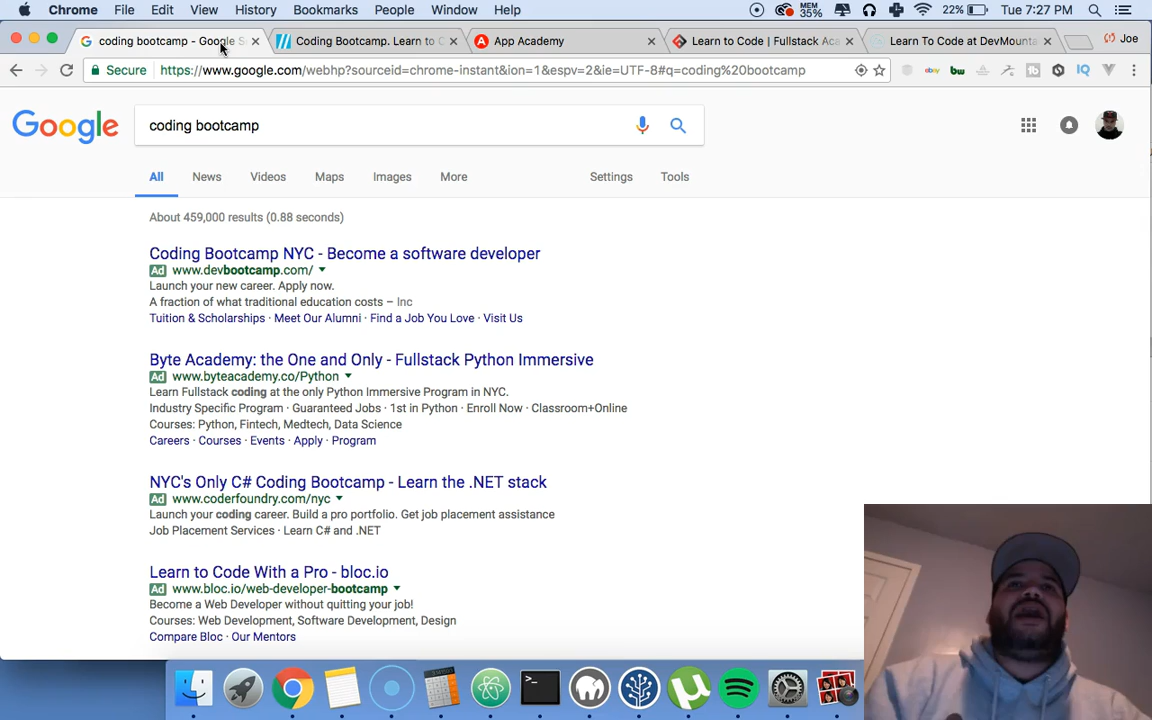 Chrome File Edit View History Bookmarks People Window Help MEM 35% 22% Tue 7:27 PM
coding bootcamp - Google S Coding Bootcamp. Learn to C App Academy Learn to Code | Fullstack Aca Learn To Code at DevMounta Joe
Secure https://www.google.com/webhp?sourceid=chrome-instant&ion=1&espv=2&ie=UTF-8#q=coding%20bootcamp ebay bw IQ
Google coding bootcamp
All News Videos Maps Images More Settings Tools
About 459,000 results (0.88 seconds)
Coding Bootcamp NYC - Become a software developer
Ad www.devbootcamp.com/
Launch your new career. Apply now.
A fraction of what traditional education costs – Inc
Tuition & Scholarships · Meet Our Alumni · Find a Job You Love · Visit Us
Byte Academy: the One and Only - Fullstack Python Immersive
Ad www.byteacademy.co/Python
Learn Fullstack coding at the only Python Immersive Program in NYC.
Industry Specific Program · Guaranteed Jobs · 1st in Python · Enroll Now · Classroom+Online
Courses: Python, Fintech, Medtech, Data Science
Careers · Courses · Events · Apply · Program
NYC's Only C# Coding Bootcamp - Learn the .NET stack
Ad www.coderfoundry.com/nyc
Launch your coding career. Build a pro portfolio. Get job placement assistance
Job Placement Services · Learn C# and .NET
Learn to Code With a Pro - bloc.io
Ad www.bloc.io/web-developer-bootcamp
Become a Web Developer without quitting your job!
Courses: Web Development, Software Development, Design
Compare Bloc · Our Mentors